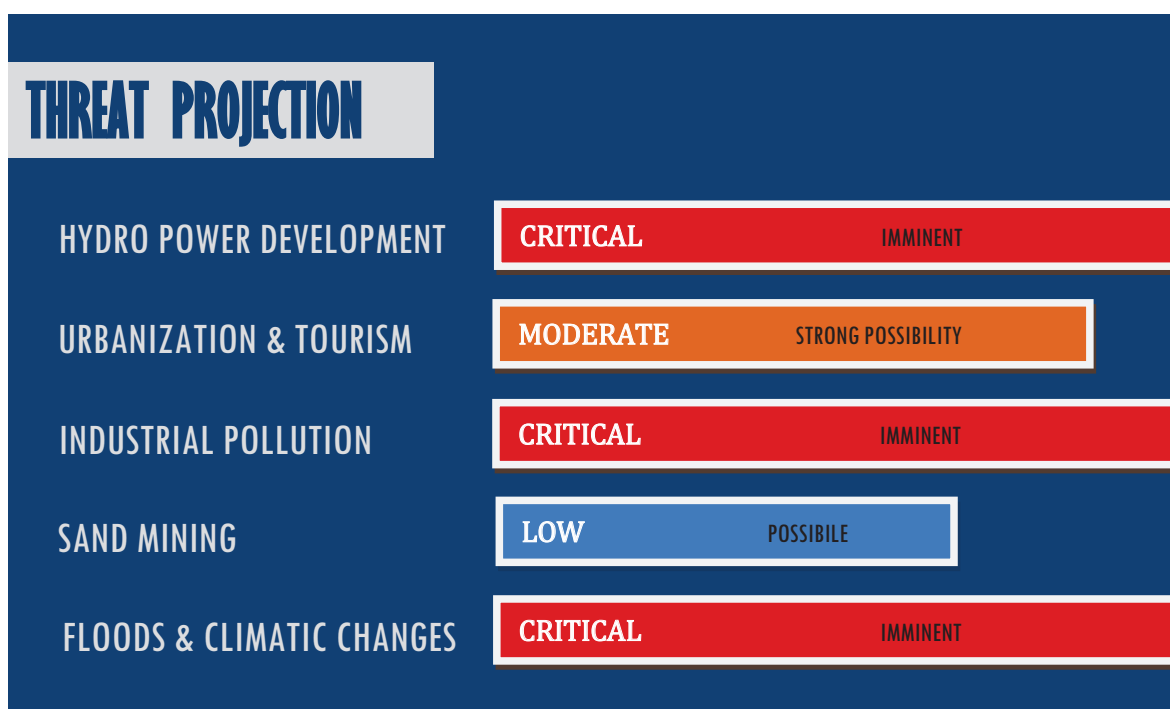 THREAT PROJECTION
HYDRO POWER DEVELOPMENT CRITICAL IMMINENT
URBANIZATION & TOURISM MODERATE STRONG POSSIBILITY
INDUSTRIAL POLLUTION CRITICAL IMMINENT
SAND MINING LOW POSSIBILE
FLOODS & CLIMATIC CHANGES CRITICAL IMMINENT